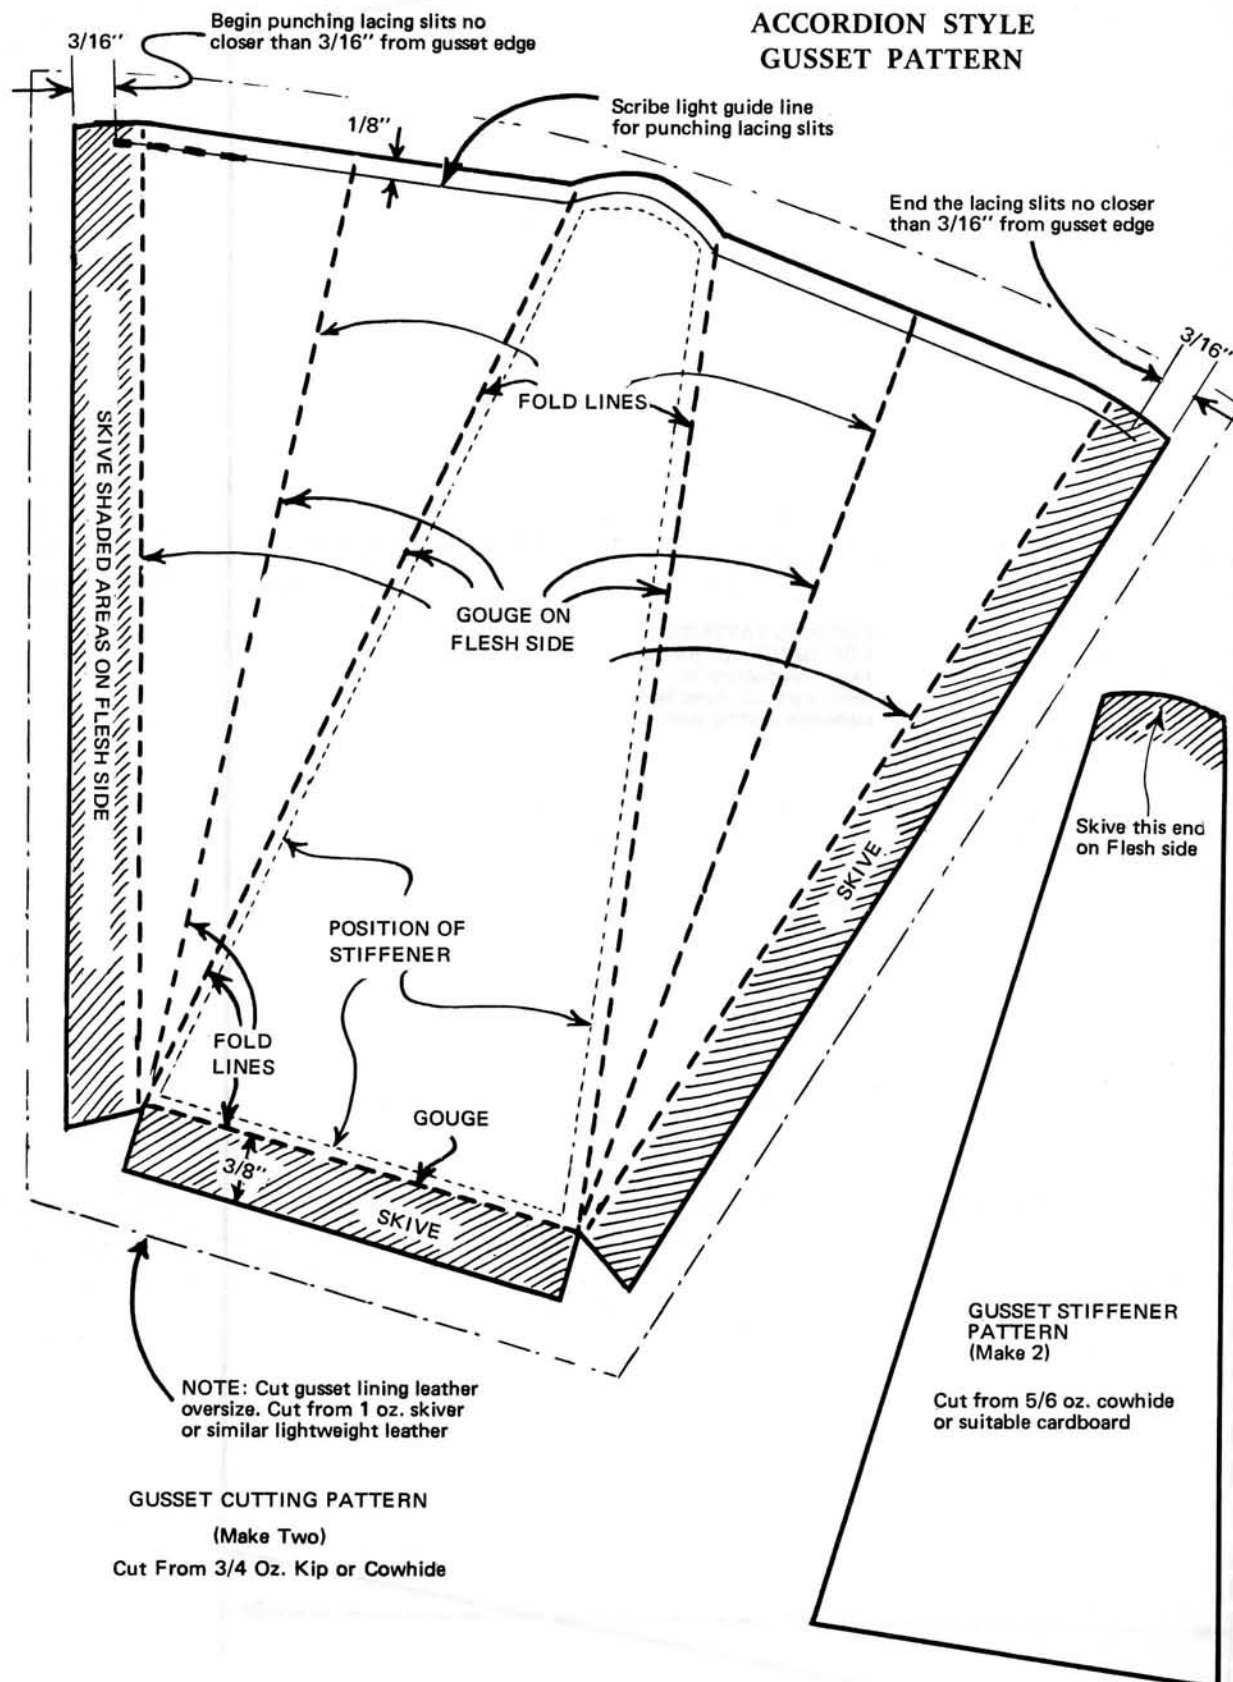 ACCORDION STYLE
GUSSET PATTERN
Begin punching lacing slits no
closer than 3/16" from gusset edge
3/16"
Scribe light guide line
for punching lacing slits
1/8"
End the lacing slits no closer
than 3/16" from gusset edge
3/16"
FOLD LINES
SKIVE SHADED AREAS ON FLESH SIDE
GOUGE ON
FLESH SIDE
Skive this end
on Flesh side
SKIVE
POSITION OF
STIFFENER
FOLD
LINES
GOUGE
3/8"
SKIVE
NOTE: Cut gusset lining leather
oversize. Cut from 1 oz. skiver
or similar lightweight leather
GUSSET CUTTING PATTERN
(Make Two)
Cut From 3/4 Oz. Kip or Cowhide
GUSSET STIFFENER
PATTERN
(Make 2)
Cut from 5/6 oz. cowhide
or suitable cardboard